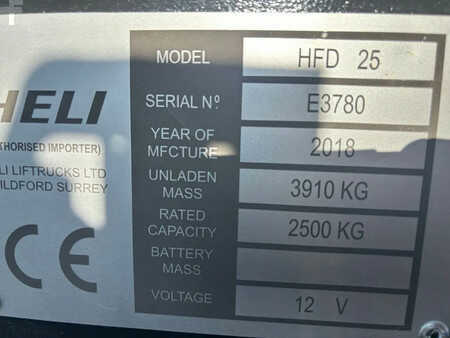 HELI
MODEL HFD 25
SERIAL Nº. E3780
YEAR OF
MFCTURE 2018
UNLADEN
MASS 3910 KG
RATED
CAPACITY 2500 KG
BATTERY
MASS
VOLTAGE 12 V
THORISED IMPORTER)
LI LIFTRUCKS LTD
ILDFORD SURREY
CE